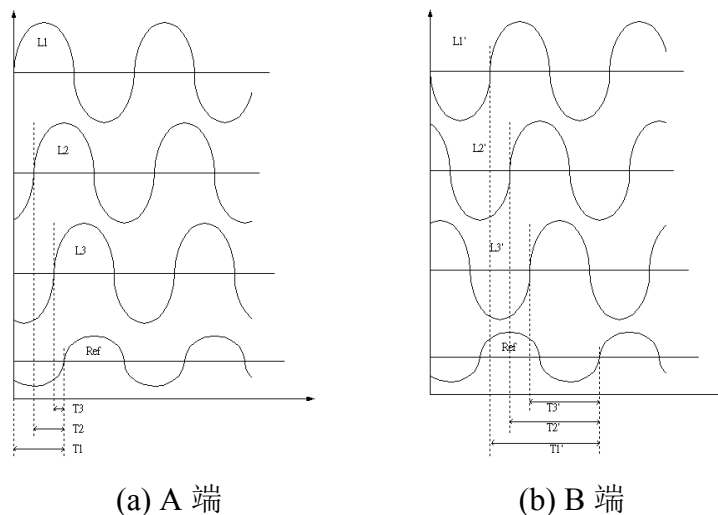 L1
L2
L3
Ref
T3
T2
T1
(a) A 端
L1'
L2'
L3'
Ref
T3'
T2'
T1'
(b) B 端